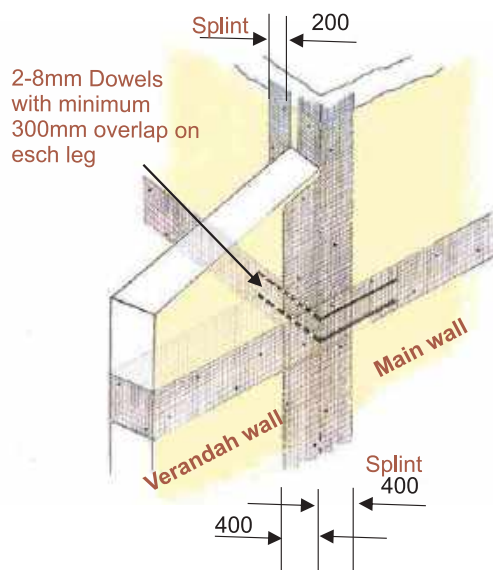 Splint
200
2-8mm Dowels
with minimum
300mm overlap on
esch leg
Main wall
Verandah wall
Splint
400
400